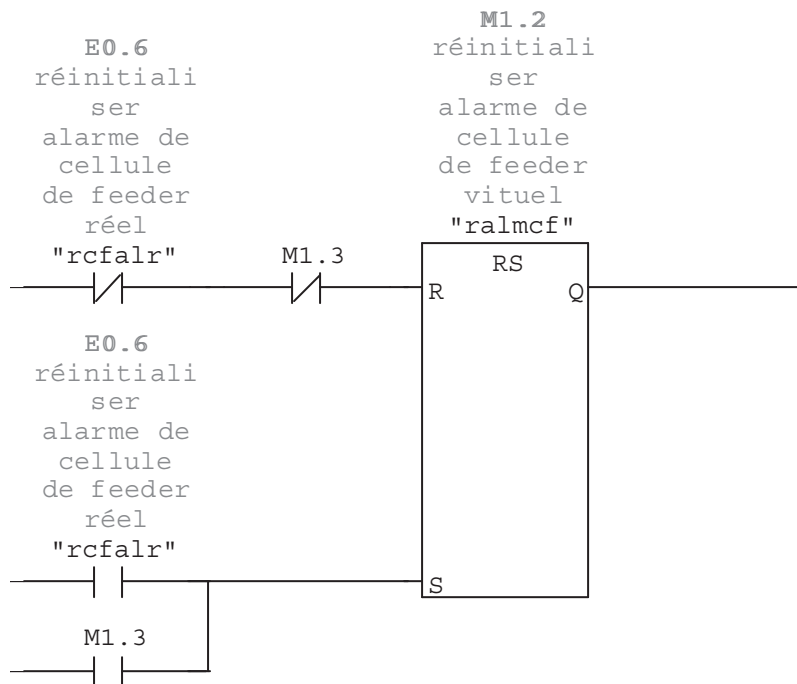 M1.2
réinitiali
ser
alarme de
cellule
de feeder
vituel
"ralmcf"
E0.6
réinitiali
ser
alarme de
cellule
de feeder
réel
"rcfalr"
M1.3
RS
R
Q
E0.6
réinitiali
ser
alarme de
cellule
de feeder
réel
"rcfalr"
S
M1.3